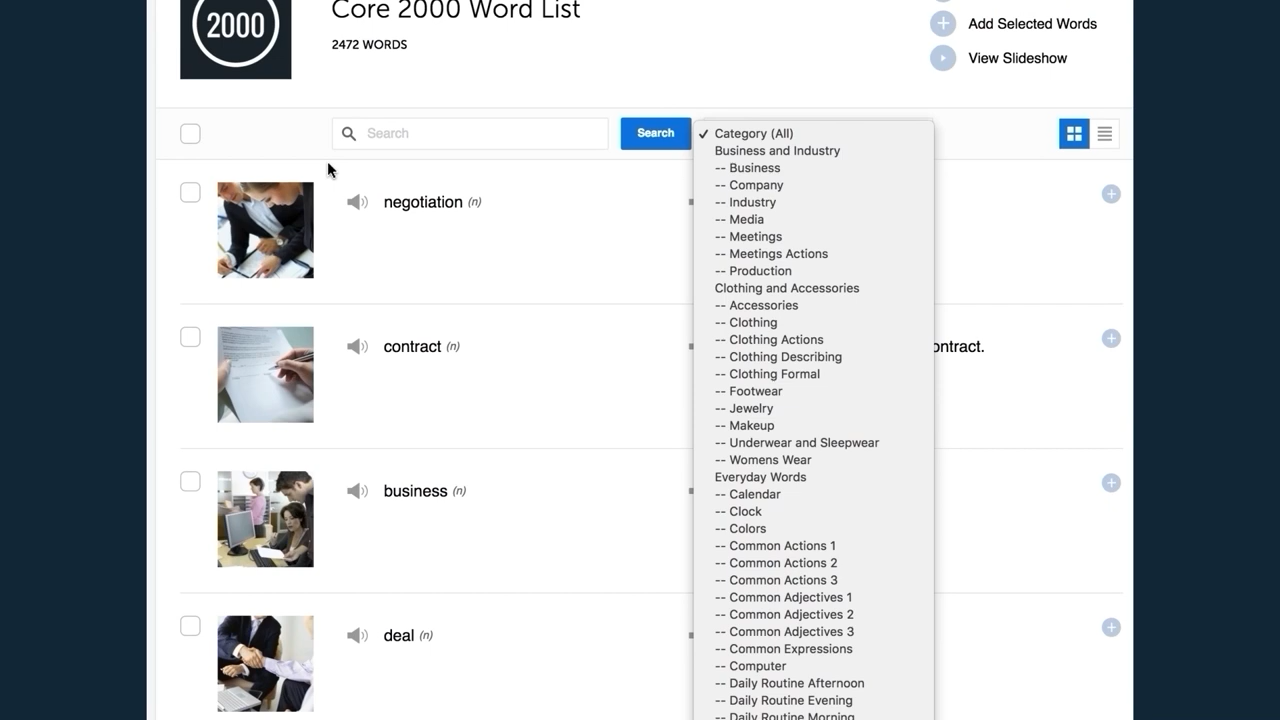 2000
Core 2000 Word List
2472 WORDS
Add Selected Words
View Slideshow
Search
Search
✓ Category (All)
Business and Industry
-- Business
-- Company
-- Industry
-- Media
-- Meetings
-- Meetings Actions
-- Production
Clothing and Accessories
-- Accessories
-- Clothing
-- Clothing Actions
-- Clothing Describing
-- Clothing Formal
-- Footwear
-- Jewelry
-- Makeup
-- Underwear and Sleepwear
-- Womens Wear
Everyday Words
-- Calendar
-- Clock
-- Colors
-- Common Actions 1
-- Common Actions 2
-- Common Actions 3
-- Common Adjectives 1
-- Common Adjectives 2
-- Common Adjectives 3
-- Common Expressions
-- Computer
-- Daily Routine Afternoon
-- Daily Routine Evening
-- Daily Routine Morning
negotiation (n)
contract (n)
ontract.
business (n)
deal (n)